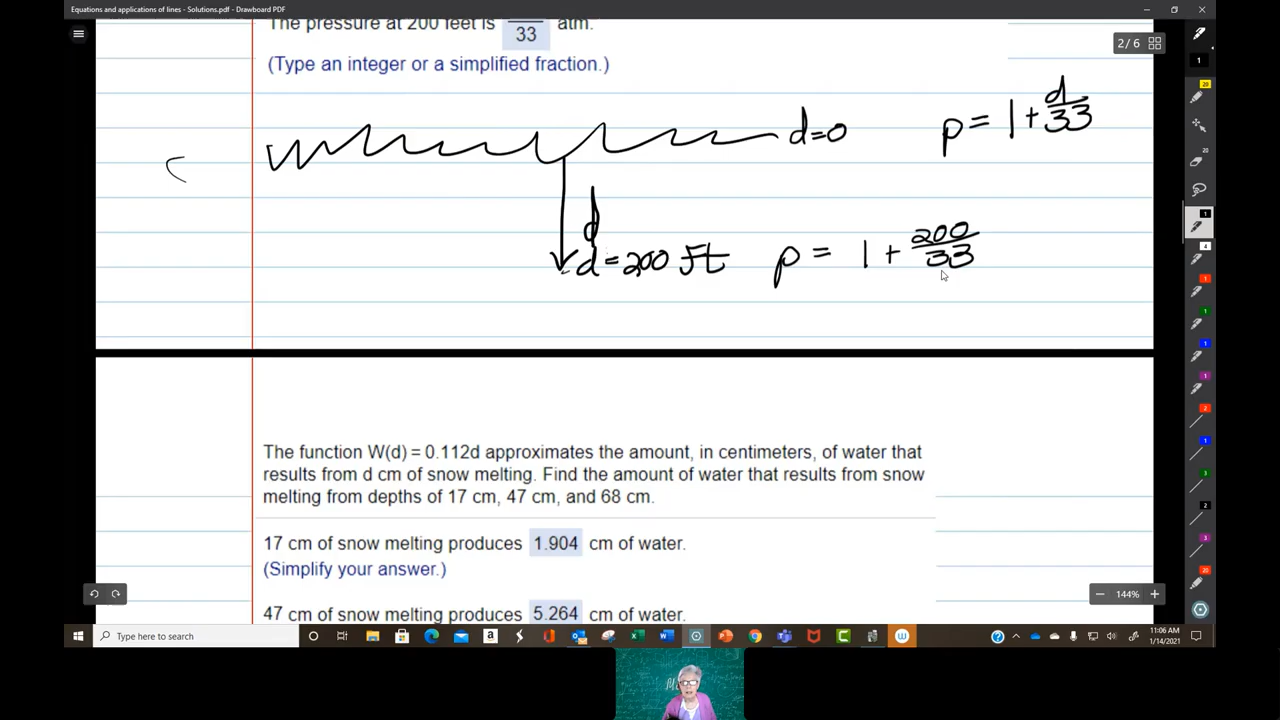 Equations and applications of lines - Solutions.pdf - Drawboard PDF
The pressure at 200 feet is 33 atm.
2 / 6
(Type an integer or a simplified fraction.)
d=0
p = 1 + d/33
d
d = 200 ft p = 1 + 200/33
The function W(d) = 0.112d approximates the amount, in centimeters, of water that
results from d cm of snow melting. Find the amount of water that results from snow
melting from depths of 17 cm, 47 cm, and 68 cm.
17 cm of snow melting produces 1.904 cm of water.
(Simplify your answer.)
47 cm of snow melting produces 5.264 cm of water.
144%
Type here to search
11:06 AM
1/14/2021